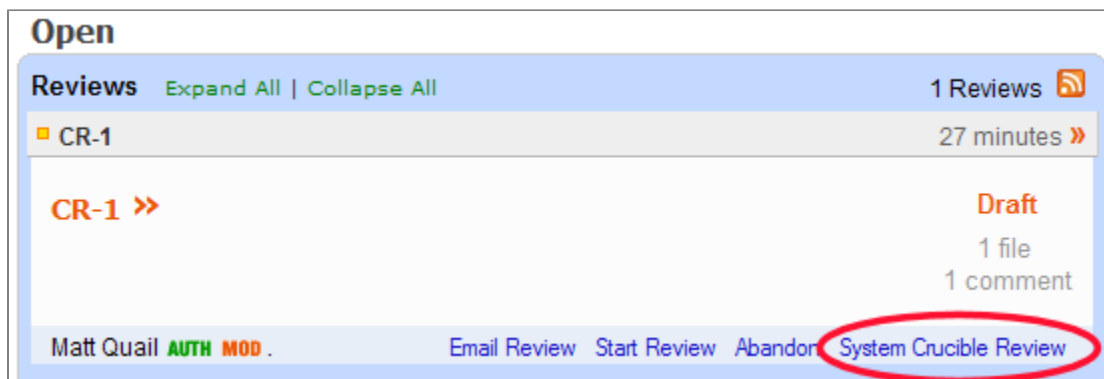 Open
Reviews Expand All | Collapse All 1 Reviews
CR-1 27 minutes »
CR-1 » Draft
1 file
1 comment
Matt Quail AUTH MOD . Email Review Start Review Abandon System Crucible Review